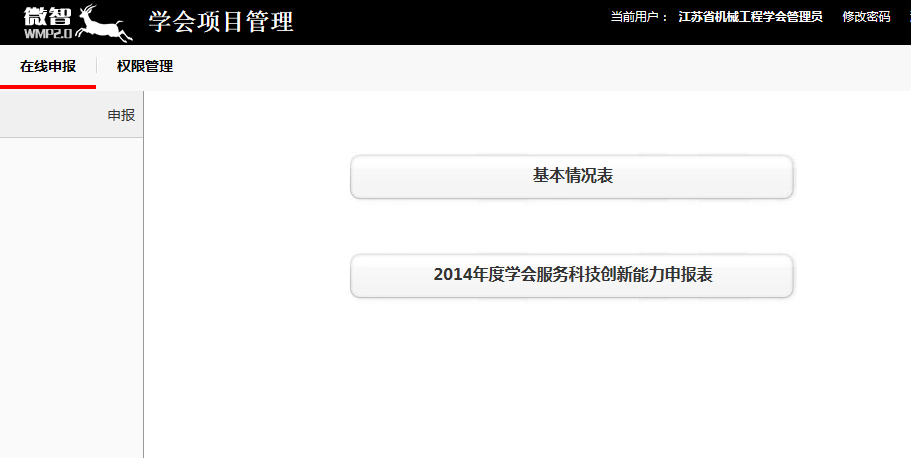 微智
WMP2.0
学会项目管理
当前用户： 江苏省机械工程学会管理员 修改密码
在线申报 权限管理
申报
基本情况表
2014年度学会服务科技创新能力申报表